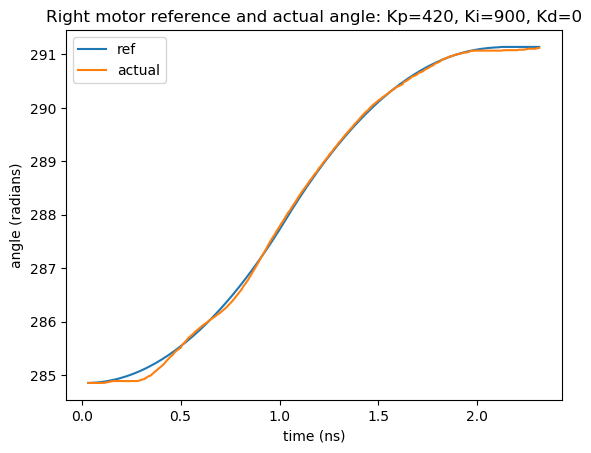 Right motor reference and actual angle: Kp=420, Ki=900, Kd=0
ref
actual
291
290
289
288
287
286
285
angle (radians)
0.0 0.5 1.0 1.5 2.0
time (ns)